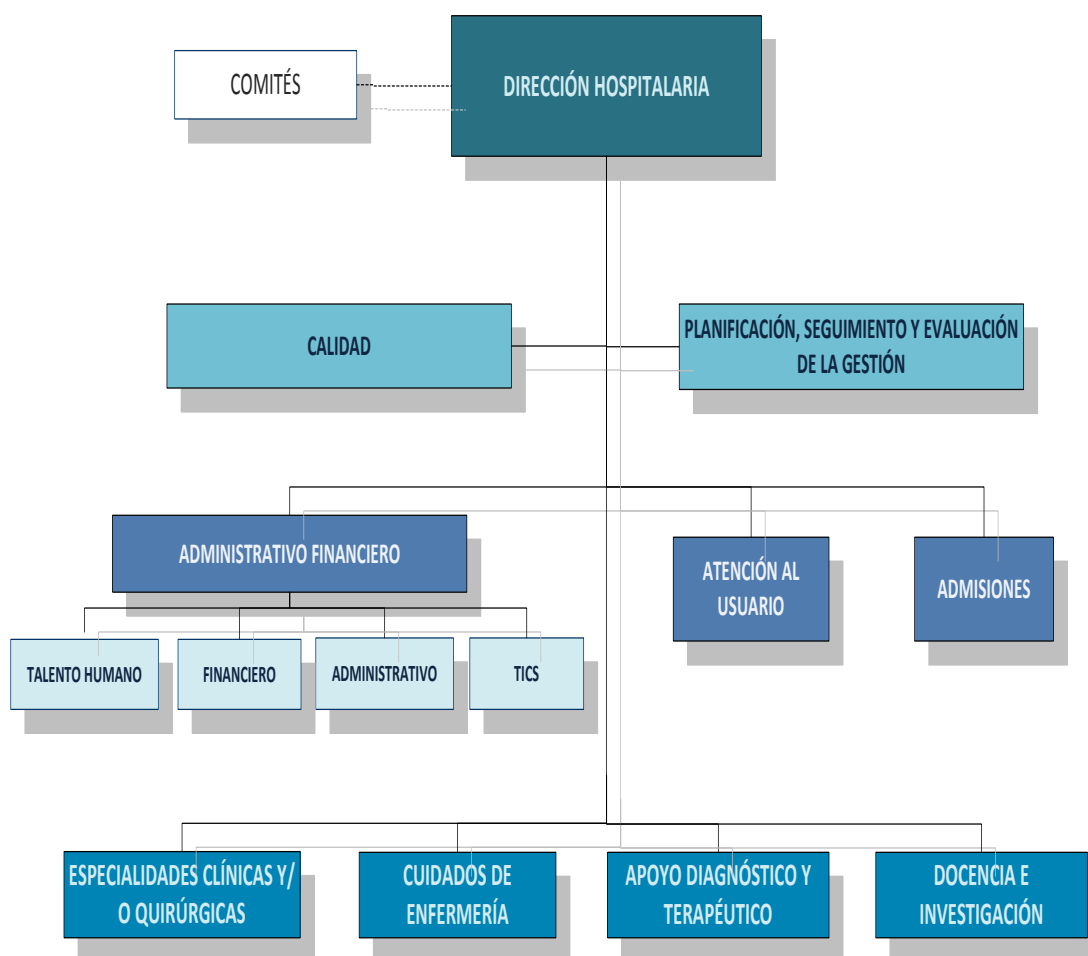 COMITÉS
DIRECCIÓN HOSPITALARIA
CALIDAD
PLANIFICACIÓN, SEGUIMIENTO Y EVALUACIÓN
DE LA GESTIÓN
ADMINISTRATIVO FINANCIERO
ATENCIÓN AL
USUARIO
ADMISIONES
TALENTO HUMANO
FINANCIERO
ADMINISTRATIVO
TICS
ESPECIALIDADES CLÍNICAS Y/
O QUIRÚRGICAS
CUIDADOS DE
ENFERMERÍA
APOYO DIAGNÓSTICO Y
TERAPÉUTICO
DOCENCIA E
INVESTIGACIÓN